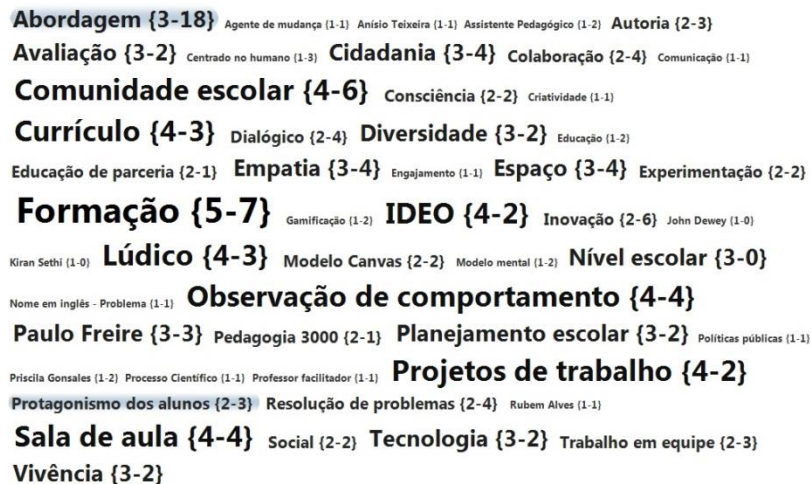 Abordagem {3-18} Agente de mudança {1-1} Anísio Teixeira {1-1} Assistente Pedagógico {1-2} Autoria {2-3}
Avaliação {3-2} Centrado no humano {1-3} Cidadania {3-4} Colaboração {2-4} Comunicação {1-1}
Comunidade escolar {4-6} Consciência {2-2} Criatividade {1-1}
Currículo {4-3} Dialógico {2-4} Diversidade {3-2} Educação {1-2}
Educação de parceria {2-1} Empatia {3-4} Engajamento {1-1} Espaço {3-4} Experimentação {2-2}
Formação {5-7} Gamificação {1-2} IDEO {4-2} Inovação {2-6} John Dewey {1-0}
Kiran Sethi {1-0} Lúdico {4-3} Modelo Canvas {2-2} Modelo mental {1-2} Nível escolar {3-0}
Nome em inglês - Problema {1-1} Observação de comportamento {4-4}
Paulo Freire {3-3} Pedagogia 3000 {2-1} Planejamento escolar {3-2} Políticas públicas {1-1}
Priscila Gonsales {1-2} Processo Científico {1-1} Professor facilitador {1-1} Projetos de trabalho {4-2}
Protagonismo dos alunos {2-3} Resolução de problemas {2-4} Rubem Alves {1-1}
Sala de aula {4-4} Social {2-2} Tecnologia {3-2} Trabalho em equipe {2-3}
Vivência {3-2}